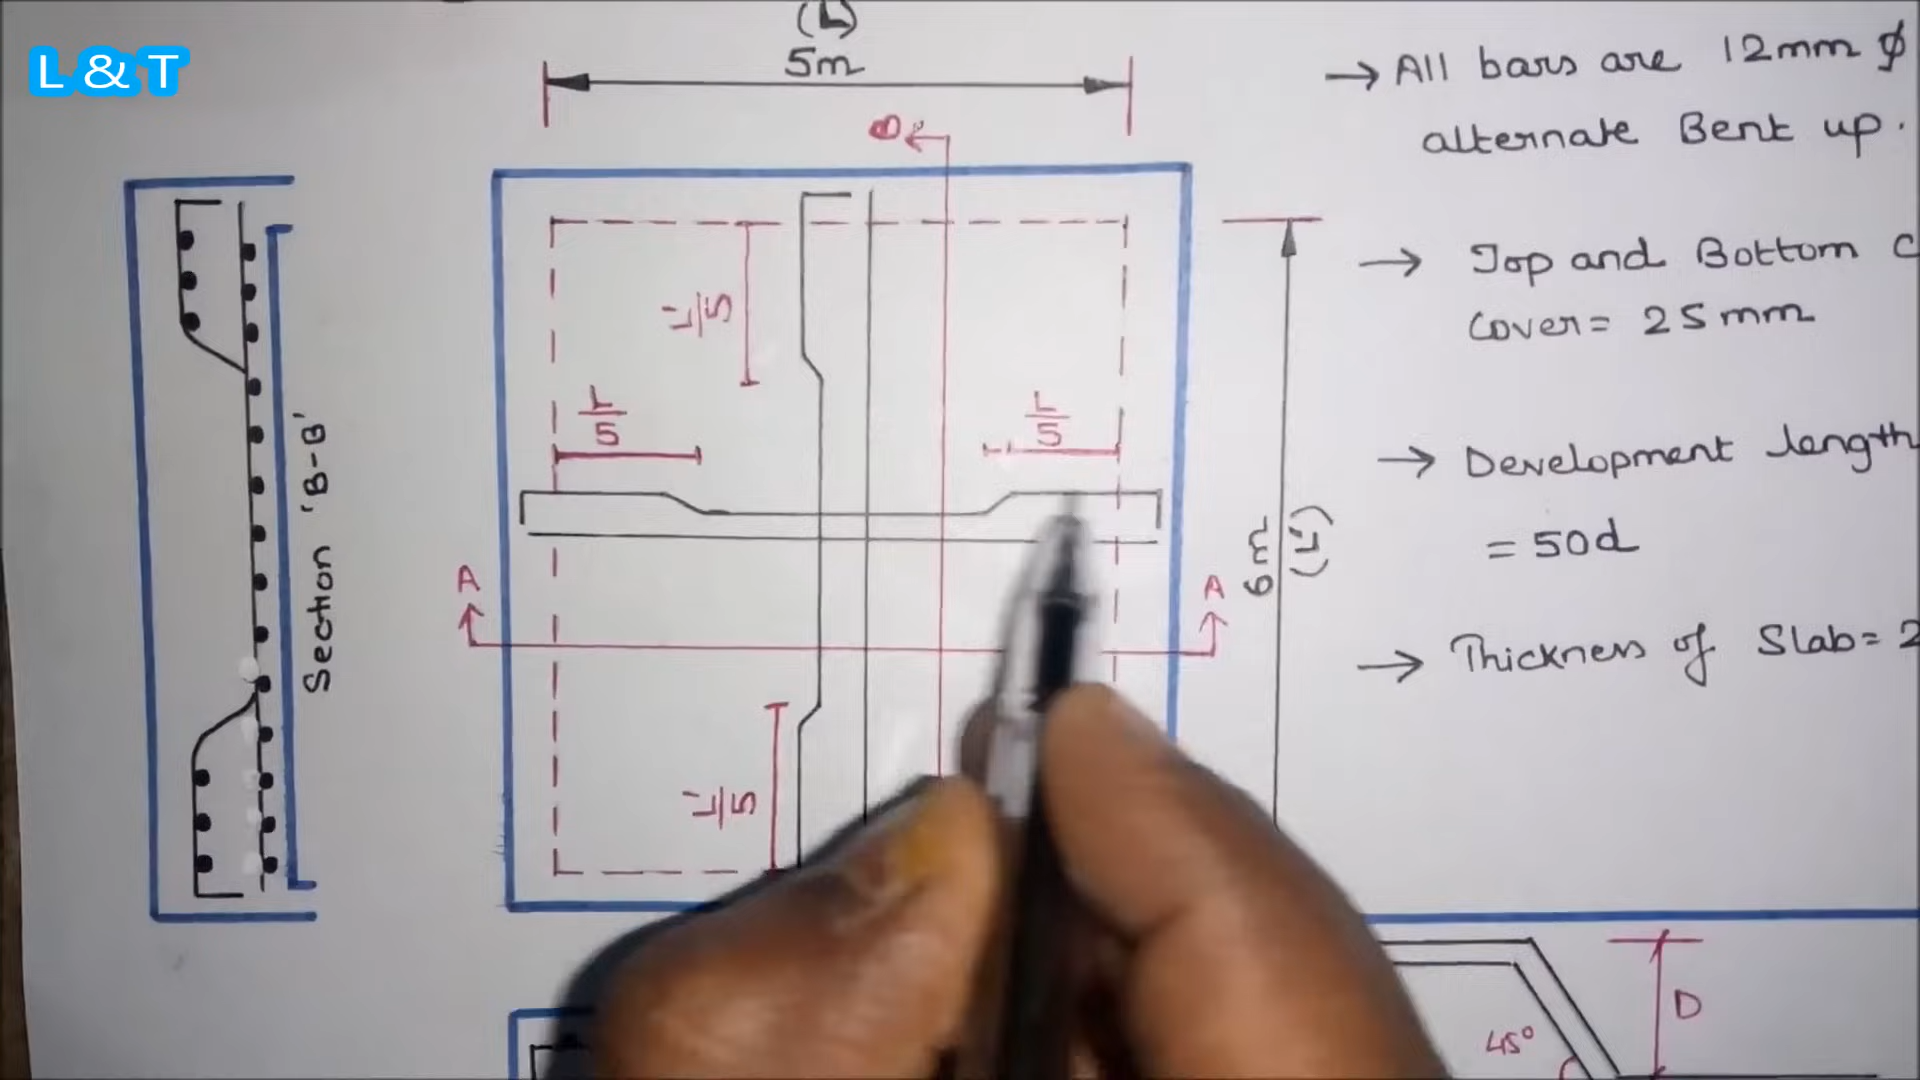 L&T
(L)
5m
B
L'/5
L/5
L/5
A
A
6m
(L')
L'/5
Section 'B-B'
→ All bars are 12mm ϕ
alternate Bent up.
→ Top and Bottom C
cover = 25mm
→ Development length
= 50d
→ Thickness of Slab = 2
D
45°